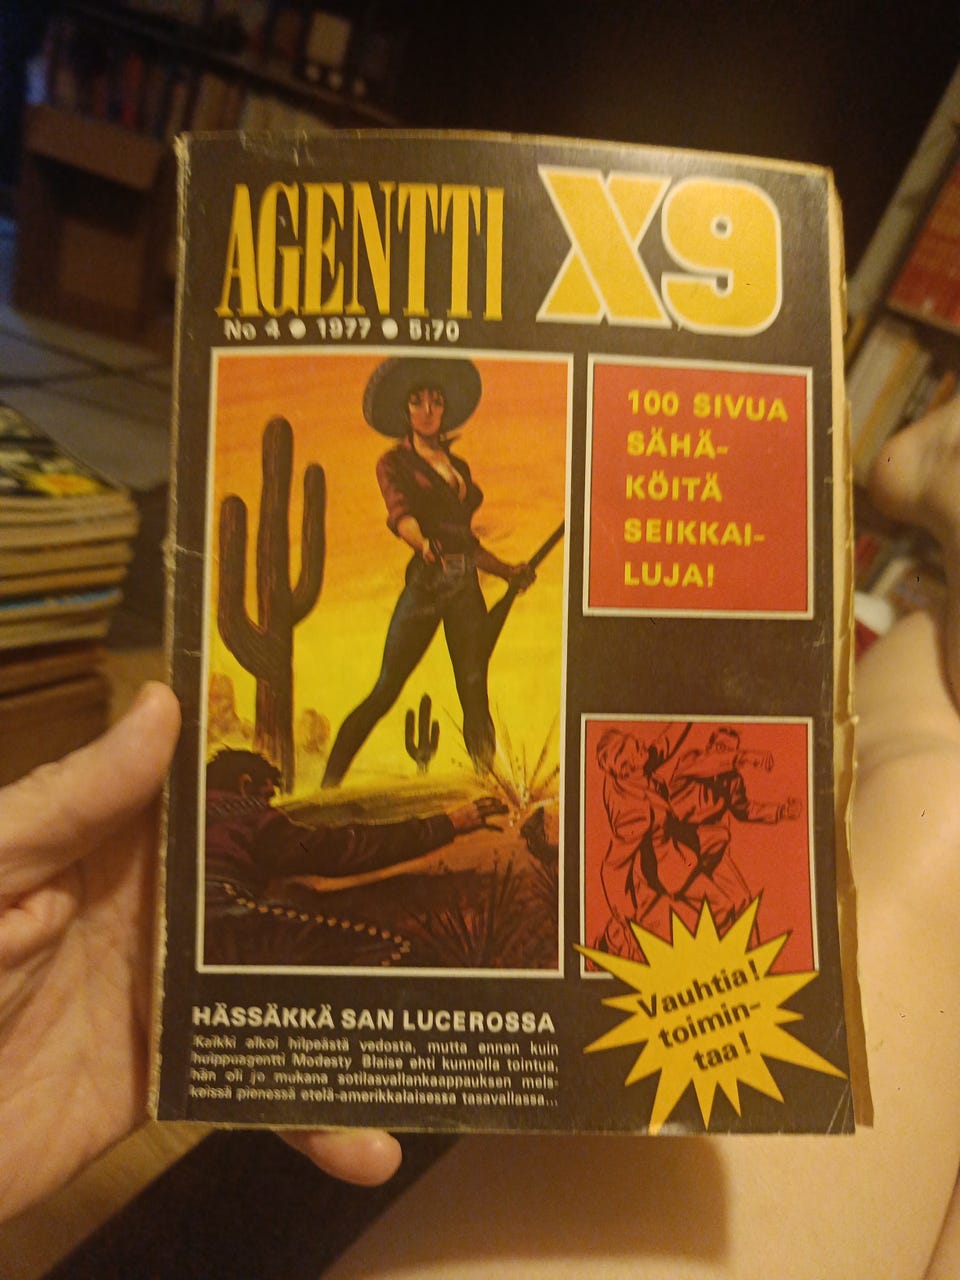 AGENTTI X9
No 4 ● 1977 ● 5:70
100 SIVUA
SÄHÄ-
KÖITÄ
SEIKKAI-
LUJA!
Vauhtia!
toimin-
taa!
HÄSSÄKKÄ SAN LUCEROSSA
Kaikki alkoi hilpeästä vedosta, mutta ennen kuin
huippuagentti Modesty Blaise ehti kunnolla tointua,
hän oli jo mukana sotilasvallankaappauksen mels-
keissä pienessä etelä-amerikkalaisessa tasavallassa...